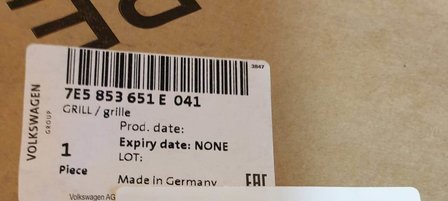 3847
7E5 853 651 E 041
GRILL / grille
Prod. date:
Expiry date: NONE
LOT:
1
Piece
Made in Germany
EAC
VOLKSWAGEN
GROUP
Volkswagen AG